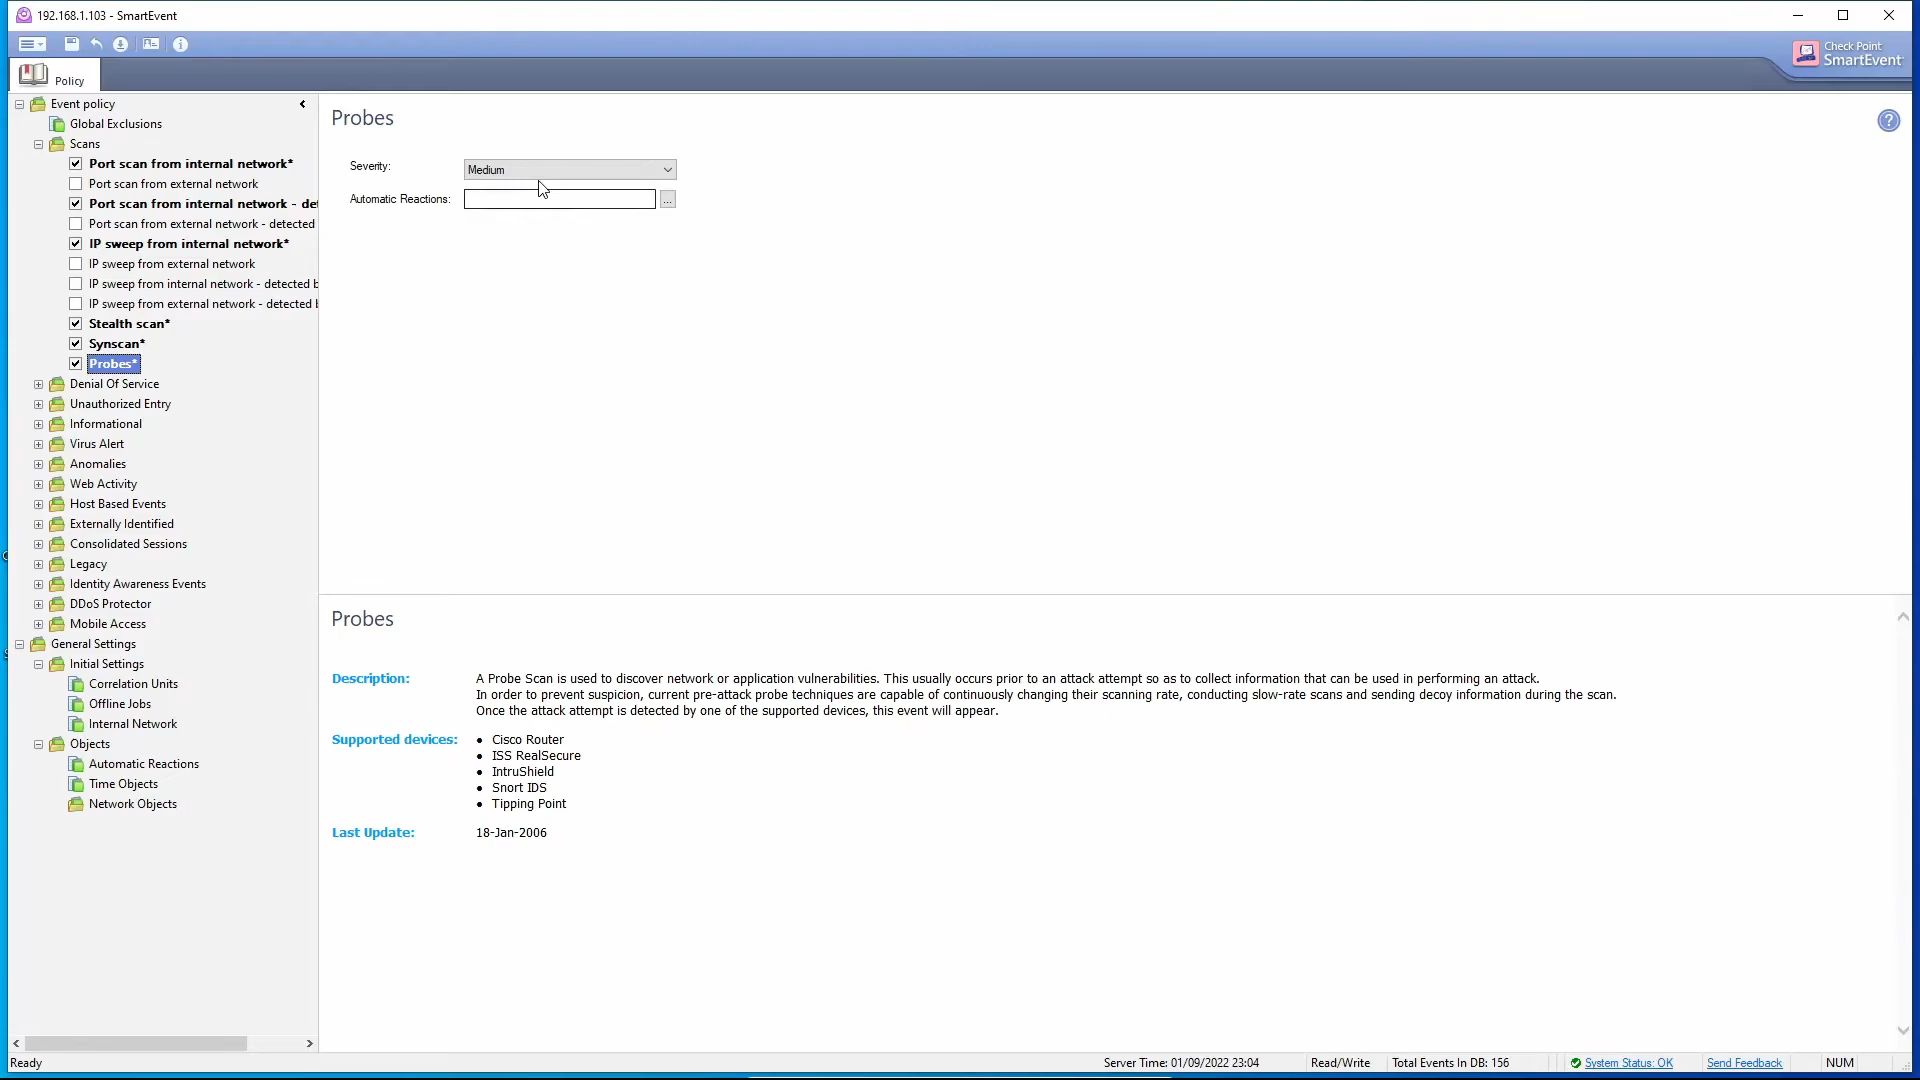 192.168.1.103 - SmartEvent
Check Point
SmartEvent
Policy
Event policy
Global Exclusions
Scans
Port scan from internal network*
Port scan from external network
Port scan from internal network - det
Port scan from external network - detected
IP sweep from internal network*
IP sweep from external network
IP sweep from internal network - detected b
IP sweep from external network - detected
Stealth scan*
Synscan*
Probes*
Denial Of Service
Unauthorized Entry
Informational
Virus Alert
Anomalies
Web Activity
Host Based Events
Externally Identified
Consolidated Sessions
Legacy
Identity Awareness Events
DDoS Protector
Mobile Access
General Settings
Initial Settings
Correlation Units
Offline Jobs
Internal Network
Objects
Automatic Reactions
Time Objects
Network Objects
Probes
Severity:
Medium
Automatic Reactions:
...
Probes
Description:
A Probe Scan is used to discover network or application vulnerabilities. This usually occurs prior to an attack attempt so as to collect information that can be used in performing an attack.
In order to prevent suspicion, current pre-attack probe techniques are capable of continuously changing their scanning rate, conducting slow-rate scans and sending decoy information during the scan.
Once the attack attempt is detected by one of the supported devices, this event will appear.
Supported devices:
• Cisco Router
• ISS RealSecure
• IntruShield
• Snort IDS
• Tipping Point
Last Update:
18-Jan-2006
Ready
Server Time: 01/09/2022 23:04
Read/Write
Total Events In DB: 156
System Status: OK
Send Feedback
NUM